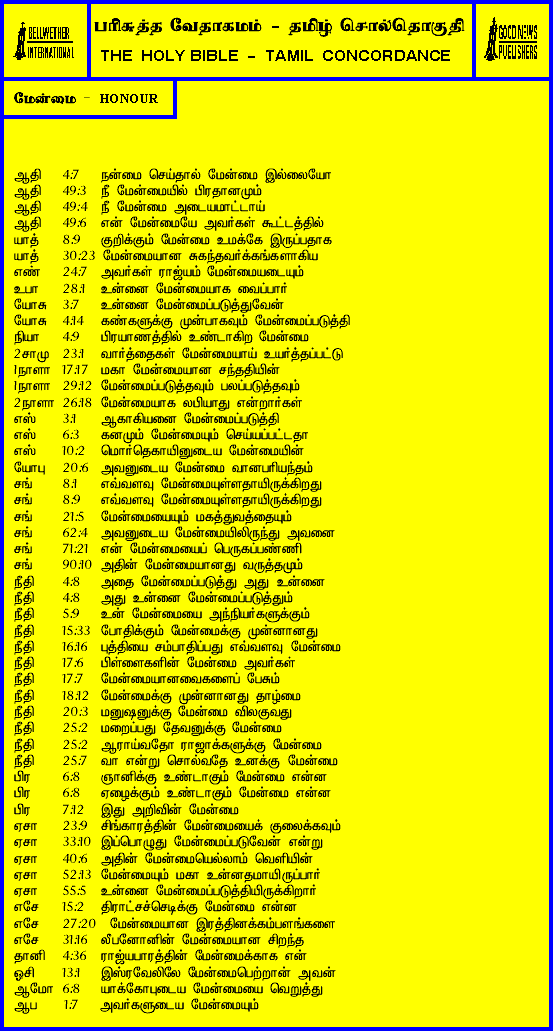 BELLWETHER
INTERNATIONAL
பரிசுத்த வேதாகமம் - தமிழ் சொல்தொகுதி
THE HOLY BIBLE - TAMIL CONCORDANCE
GOOD NEWS
PUBLISHERS
மேன்மை - HONOUR
ஆதி 4:7 நன்மை செய்தால் மேன்மை இல்லையோ
ஆதி 49:3 நீ மேன்மையில் பிரதானமும்
ஆதி 49:4 நீ மேன்மை அடையமாட்டாய்
ஆதி 49:6 என் மேன்மையே அவர்கள் கூட்டத்தில்
யாத் 8:9 குறிக்கும் மேன்மை உமக்கே இருப்பதாக
யாத் 30:23 மேன்மையான சுகந்தவர்க்கங்களாகிய
எண் 24:7 அவர்கள் ராஜ்யம் மேன்மையடையும்
உபா 28:1 உன்னை மேன்மையாக வைப்பார்
யோசு 3:7 உன்னை மேன்மைப்படுத்துவேன்
யோசு 4:14 கண்களுக்கு முன்பாகவும் மேன்மைப்படுத்தி
நியா 4:9 பிரயாணத்தில் உண்டாகிற மேன்மை
2சாமு 23:1 வார்த்தைகள் மேன்மையாய் உயர்த்தப்பட்டு
1நாளா 17:17 மகா மேன்மையான சந்ததியின்
1நாளா 29:12 மேன்மைப்படுத்தவும் பலப்படுத்தவும்
2நாளா 26:18 மேன்மையாக லபியாது என்றார்கள்
எஸ் 3:1 ஆகாகியனை மேன்மைப்படுத்தி
எஸ் 6:3 கனமும் மேன்மையும் செய்யப்பட்டதா
எஸ் 10:2 மொர்தெகாயினுடைய மேன்மையின்
யோபு 20:6 அவனுடைய மேன்மை வானபரியந்தம்
சங் 8:1 எவ்வளவு மேன்மையுள்ளதாயிருக்கிறது
சங் 8:9 எவ்வளவு மேன்மையுள்ளதாயிருக்கிறது
சங் 21:5 மேன்மையையும் மகத்துவத்தையும்
சங் 62:4 அவனுடைய மேன்மையிலிருந்து அவனை
சங் 71:21 என் மேன்மையைப் பெருகப்பண்ணி
சங் 90:10 அதின் மேன்மையானது வருத்தமும்
நீதி 4:8 அதை மேன்மைப்படுத்து அது உன்னை
நீதி 4:8 அது உன்னை மேன்மைப்படுத்தும்
நீதி 5:9 உன் மேன்மையை அந்நியர்களுக்கும்
நீதி 15:33 போதிக்கும் மேன்மைக்கு முன்னானது
நீதி 16:16 புத்தியை சம்பாதிப்பது எவ்வளவு மேன்மை
நீதி 17:6 பிள்ளைகளின் மேன்மை அவர்கள்
நீதி 17:7 மேன்மையானவைகளைப் பேசும்
நீதி 18:12 மேன்மைக்கு முன்னானது தாழ்மை
நீதி 20:3 மனுஷனுக்கு மேன்மை விலகுவது
நீதி 25:2 மறைப்பது தேவனுக்கு மேன்மை
நீதி 25:2 ஆராய்வதோ ராஜாக்களுக்கு மேன்மை
நீதி 25:7 வா என்று சொல்வதே உனக்கு மேன்மை
பிர 6:8 ஞானிக்கு உண்டாகும் மேன்மை என்ன
பிர 6:8 ஏழைக்கும் உண்டாகும் மேன்மை என்ன
பிர 7:12 இது அறிவின் மேன்மை
ஏசா 23:9 சிங்காரத்தின் மேன்மையைக் குலைக்கவும்
ஏசா 33:10 இப்பொழுது மேன்மைப்படுவேன் என்று
ஏசா 40:6 அதின் மேன்மையெல்லாம் வெளியின்
ஏசா 52:13 மேன்மையும் மகா உன்னதமாயிருப்பார்
ஏசா 55:5 உன்னை மேன்மைப்படுத்தியிருக்கிறார்
எசே 15:2 திராட்சச்செடிக்கு மேன்மை என்ன
எசே 27:20 மேன்மையான இரத்தினக்கம்பளங்களை
எசே 31:16 லீபனோனின் மேன்மையான சிறந்த
தானி 4:36 ராஜ்யபாரத்தின் மேன்மைக்காக என்
ஓசி 13:1 இஸ்ரவேலிலே மேன்மைபெற்றான் அவன்
ஆமோ 6:8 யாக்கோபுடைய மேன்மையை வெறுத்து
ஆப 1:7 அவர்களுடைய மேன்மையும்